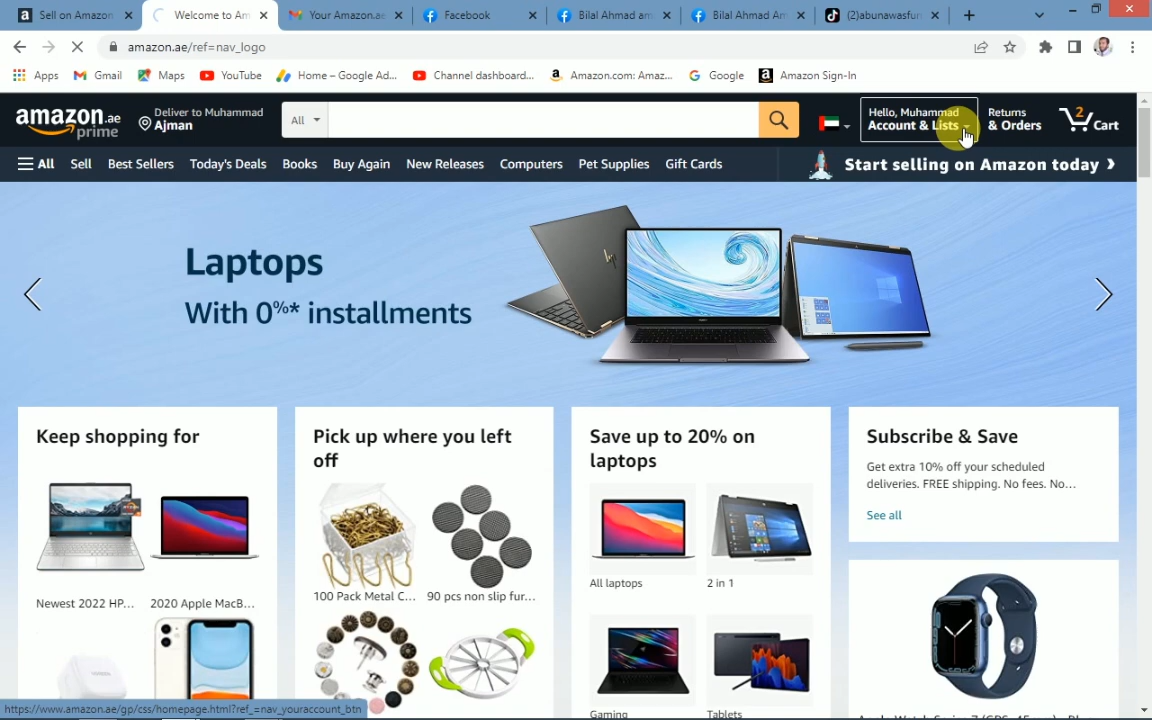 Sell on Amazon
Welcome to Am
Your Amazon.ae
Facebook
Bilal Ahmad am
Bilal Ahmad Am
(2)abunawasfur
amazon.ae/ref=nav_logo
Apps
Gmail
Maps
YouTube
Home – Google Ad...
Channel dashboard...
Amazon.com: Amaz...
Google
Amazon Sign-In
amazon.ae
prime
Deliver to Muhammad
Ajman
All
Hello, Muhammad
Account & Lists
Returns
& Orders
2
Cart
All
Sell
Best Sellers
Today's Deals
Books
Buy Again
New Releases
Computers
Pet Supplies
Gift Cards
Start selling on Amazon today
Laptops
With 0%* installments
Keep shopping for
Newest 2022 HP...
2020 Apple MacB...
Pick up where you left
off
100 Pack Metal C...
90 pcs non slip fur...
Save up to 20% on
laptops
All laptops
2 in 1
Gaming
Tablets
Subscribe & Save
Get extra 10% off your scheduled
deliveries. FREE shipping. No fees. No...
See all
https://www.amazon.ae/gp/css/homepage.html?ref_=nav_youraccount_btn